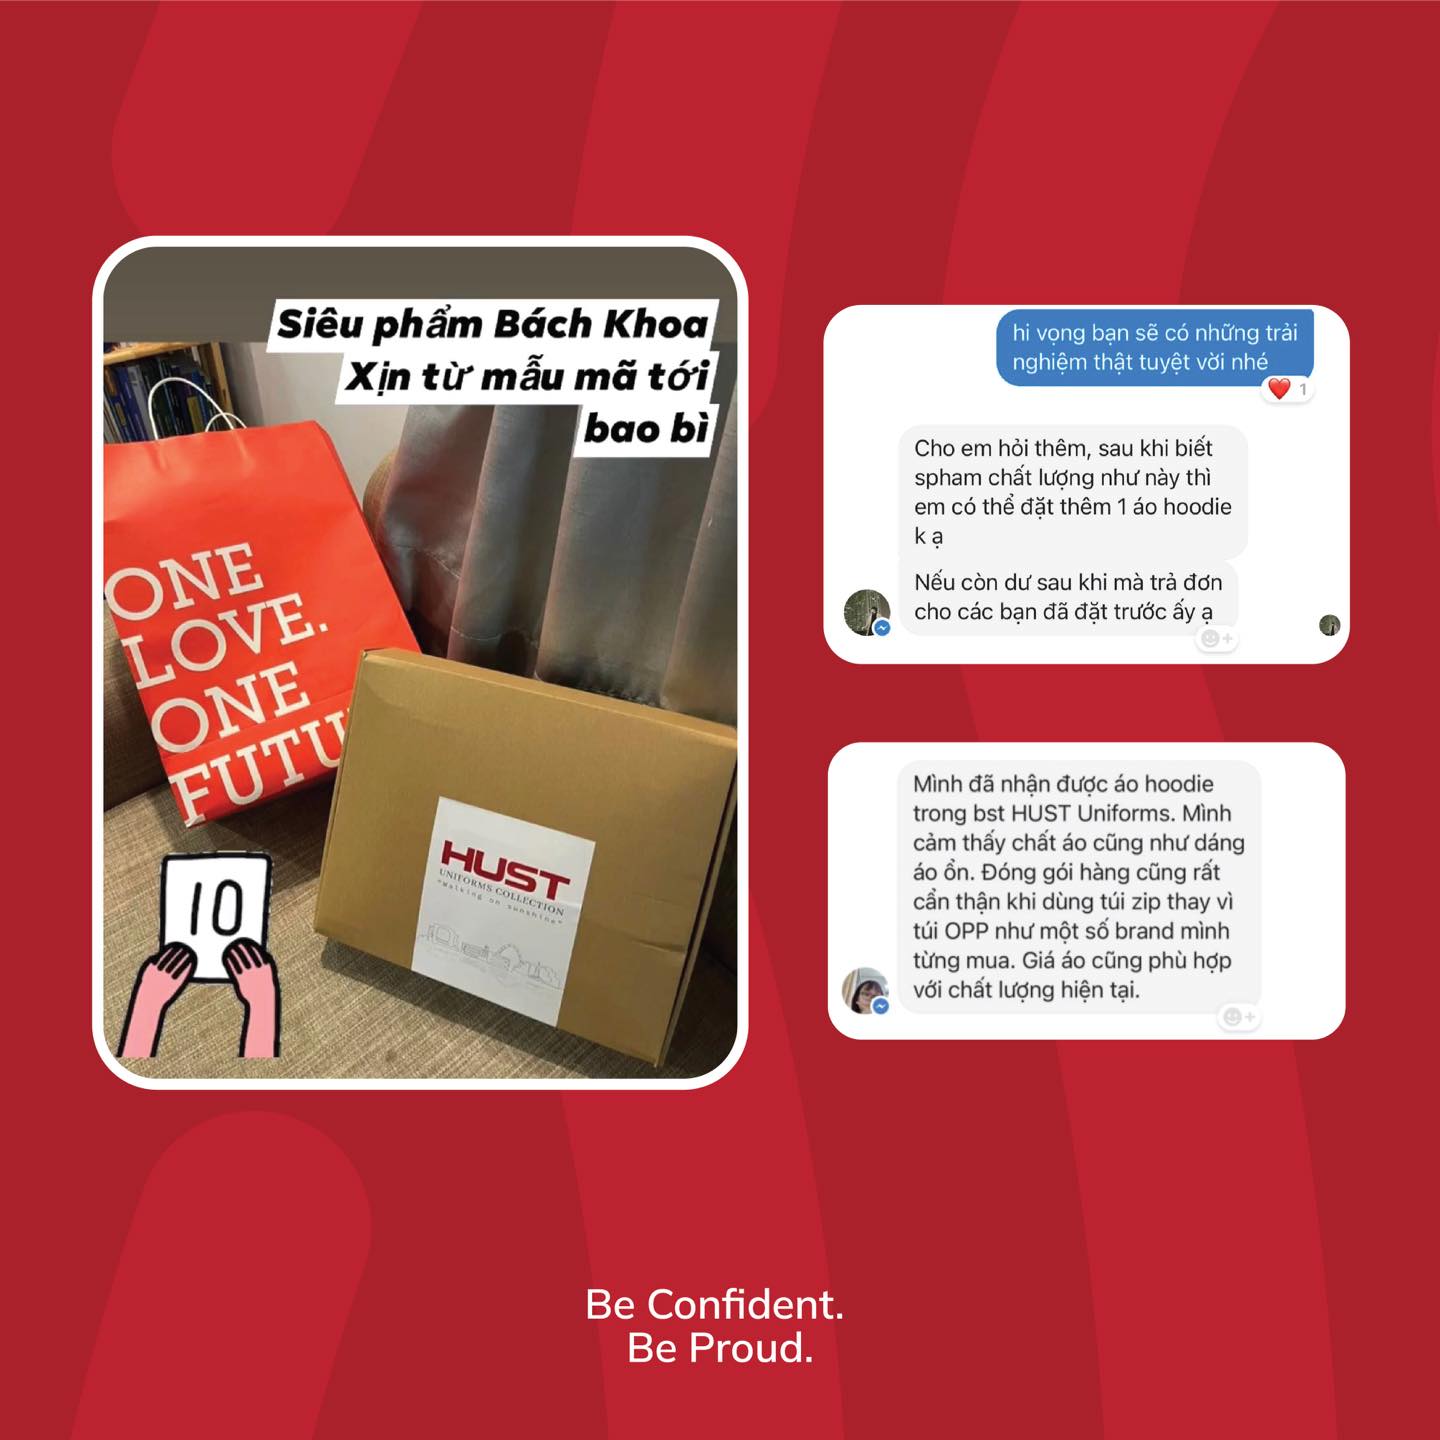 Siêu phẩm Bách Khoa
Xịn từ mẫu mã tới
bao bì
ONE
LOVE.
ONE
FUTU
HUST
UNIFORMS COLLECTION
"Walking on sunshine"
10
hi vọng bạn sẽ có những trải
nghiệm thật tuyệt vời nhé
1
Cho em hỏi thêm, sau khi biết
spham chất lượng như này thì
em có thể đặt thêm 1 áo hoodie
k ạ
Nếu còn dư sau khi mà trả đơn
cho các bạn đã đặt trước ấy ạ
Mình đã nhận được áo hoodie
trong bst HUST Uniforms. Mình
cảm thấy chất áo cũng như dáng
áo ổn. Đóng gói hàng cũng rất
cẩn thận khi dùng túi zip thay vì
túi OPP như một số brand mình
từng mua. Giá áo cũng phù hợp
với chất lượng hiện tại.
Be Confident.
Be Proud.